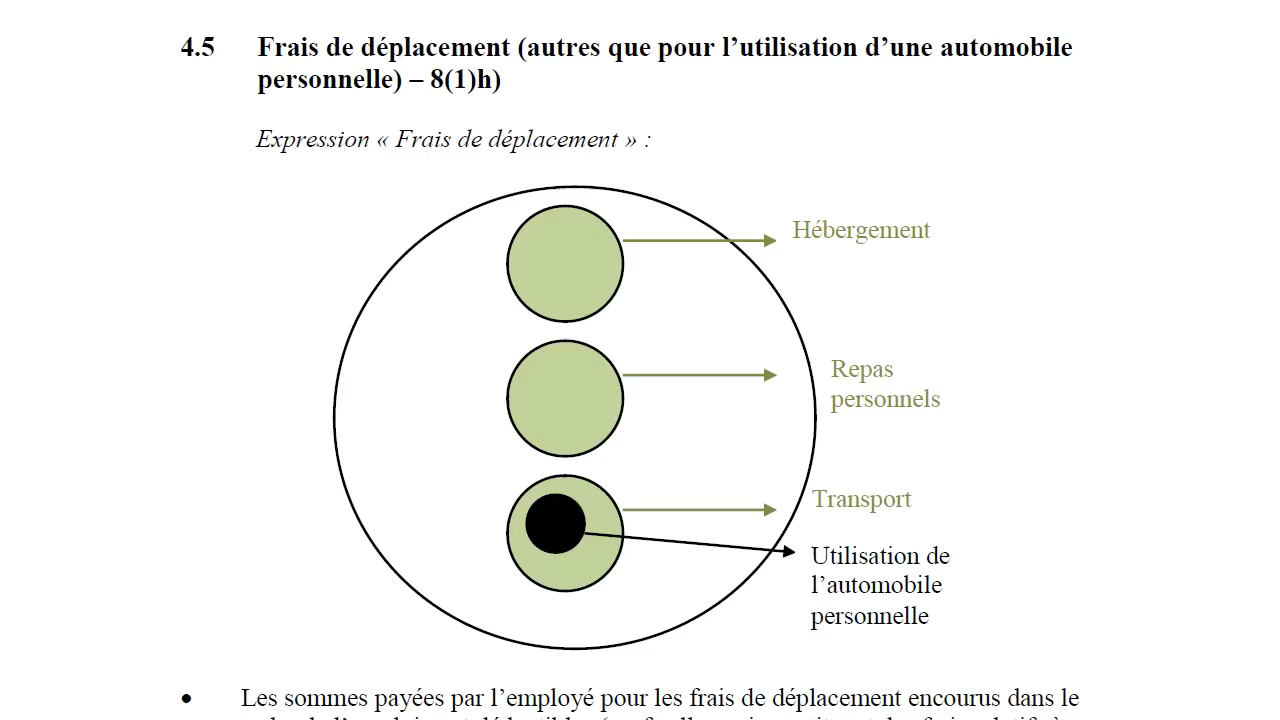 4.5 Frais de déplacement (autres que pour l’utilisation d’une automobile
personnelle) – 8(1)h)
Expression « Frais de déplacement » :
Hébergement
Repas
personnels
Transport
Utilisation de
l’automobile
personnelle
• Les sommes payées par l’employé pour les frais de déplacement encourus dans le